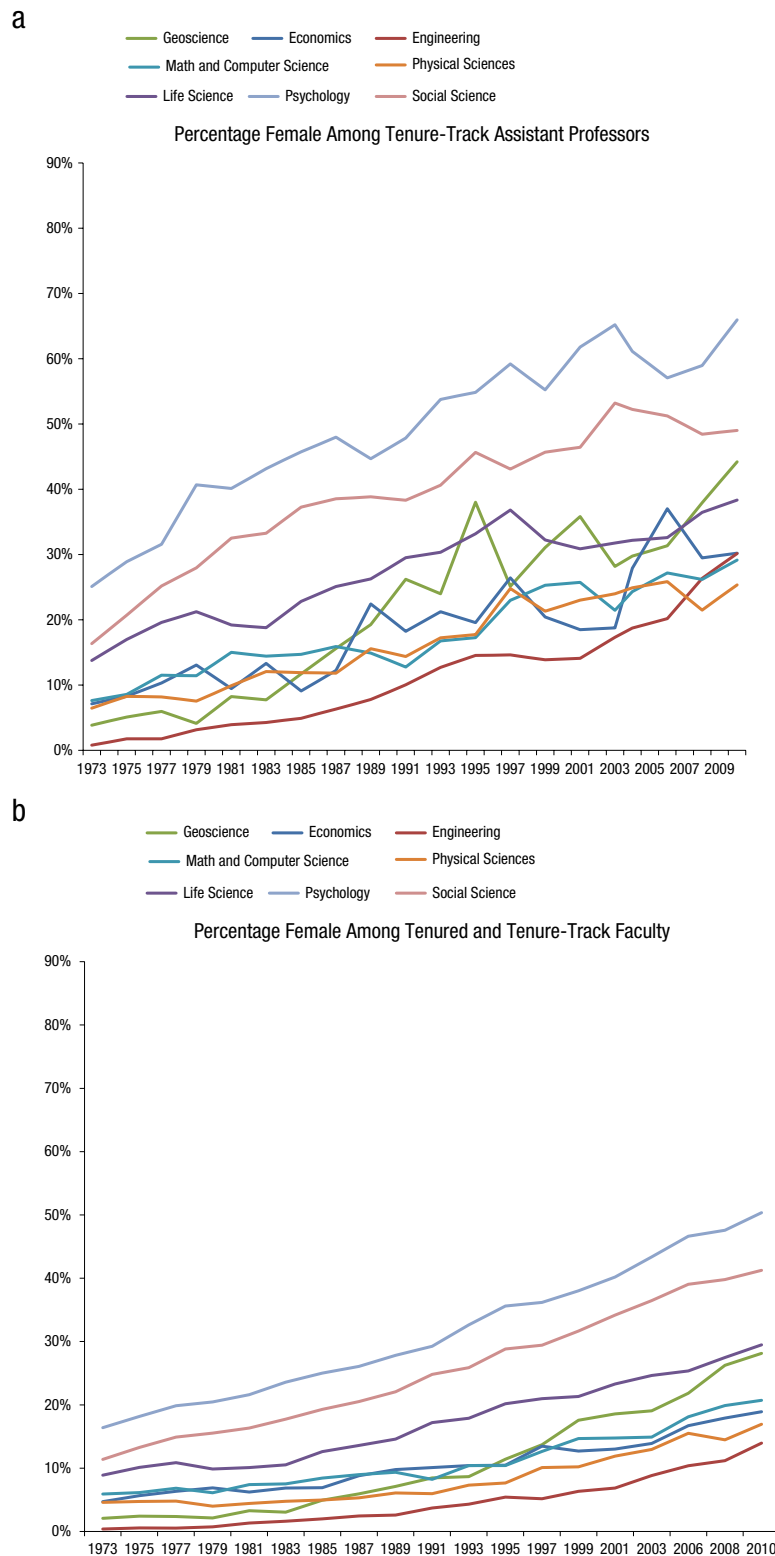 a
Geoscience Economics Engineering
Math and Computer Science Physical Sciences
Life Science Psychology Social Science
Percentage Female Among Tenure-Track Assistant Professors
90%
80%
70%
60%
50%
40%
30%
20%
10%
0%
1973 1975 1977 1979 1981 1983 1985 1987 1989 1991 1993 1995 1997 1999 2001 2003 2005 2007 2009
b
Geoscience Economics Engineering
Math and Computer Science Physical Sciences
Life Science Psychology Social Science
Percentage Female Among Tenured and Tenure-Track Faculty
90%
80%
70%
60%
50%
40%
30%
20%
10%
0%
1973 1975 1977 1979 1981 1983 1985 1987 1989 1991 1993 1995 1997 1999 2001 2003 2006 2008 2010